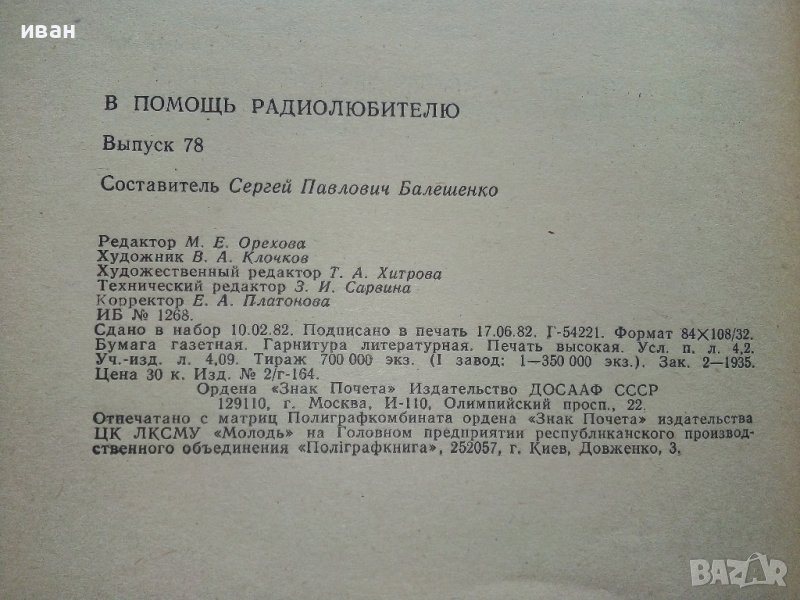 иван
В ПОМОЩЬ РАДИОЛЮБИТЕЛЮ
Выпуск 78
Составитель Сергей Павлович Балешенко
Редактор М. Е. Орехова
Художник В. А. Клочков
Художественный редактор Т. А. Хитрова
Технический редактор З. И. Сарвина
Корректор Е. А. Платонова
ИБ № 1268.
Сдано в набор 10.02.82. Подписано в печать 17.06.82. Г-54221. Формат 84×108/32.
Бумага газетная. Гарнитура литературная. Печать высокая. Усл. п. л. 4,2.
Уч.-изд. л. 4,09. Тираж 700 000 экз. (I завод: 1—350 000 экз.). Зак. 2—1935.
Цена 30 к. Изд. № 2/г-164.
Ордена «Знак Почета» Издательство ДОСААФ СССР
129110, г. Москва, И-110, Олимпийский просп., 22.
Отпечатано с матриц Полиграфкомбината ордена «Знак Почета» издательства
ЦК ЛКСМУ «Молодь» на Головном предприятии республиканского производ-
ственного объединения «Поліграфкнига», 252057, г. Киев, Довженко, 3.
BAZAR